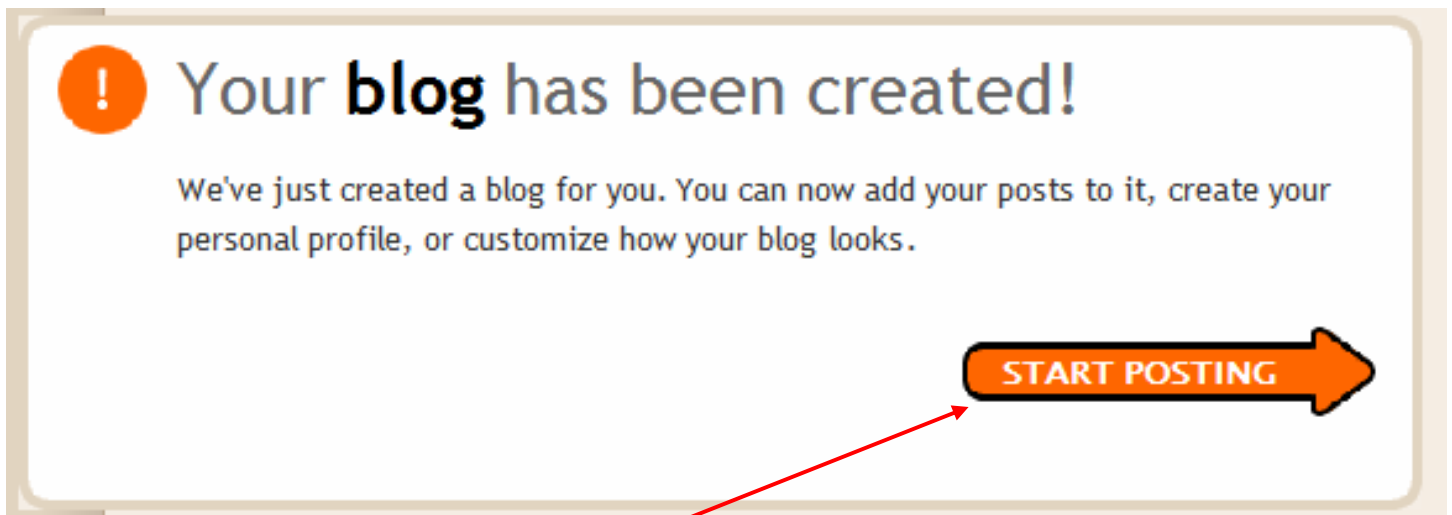 !
Your blog has been created!
We've just created a blog for you. You can now add your posts to it, create your
personal profile, or customize how your blog looks.
START POSTING